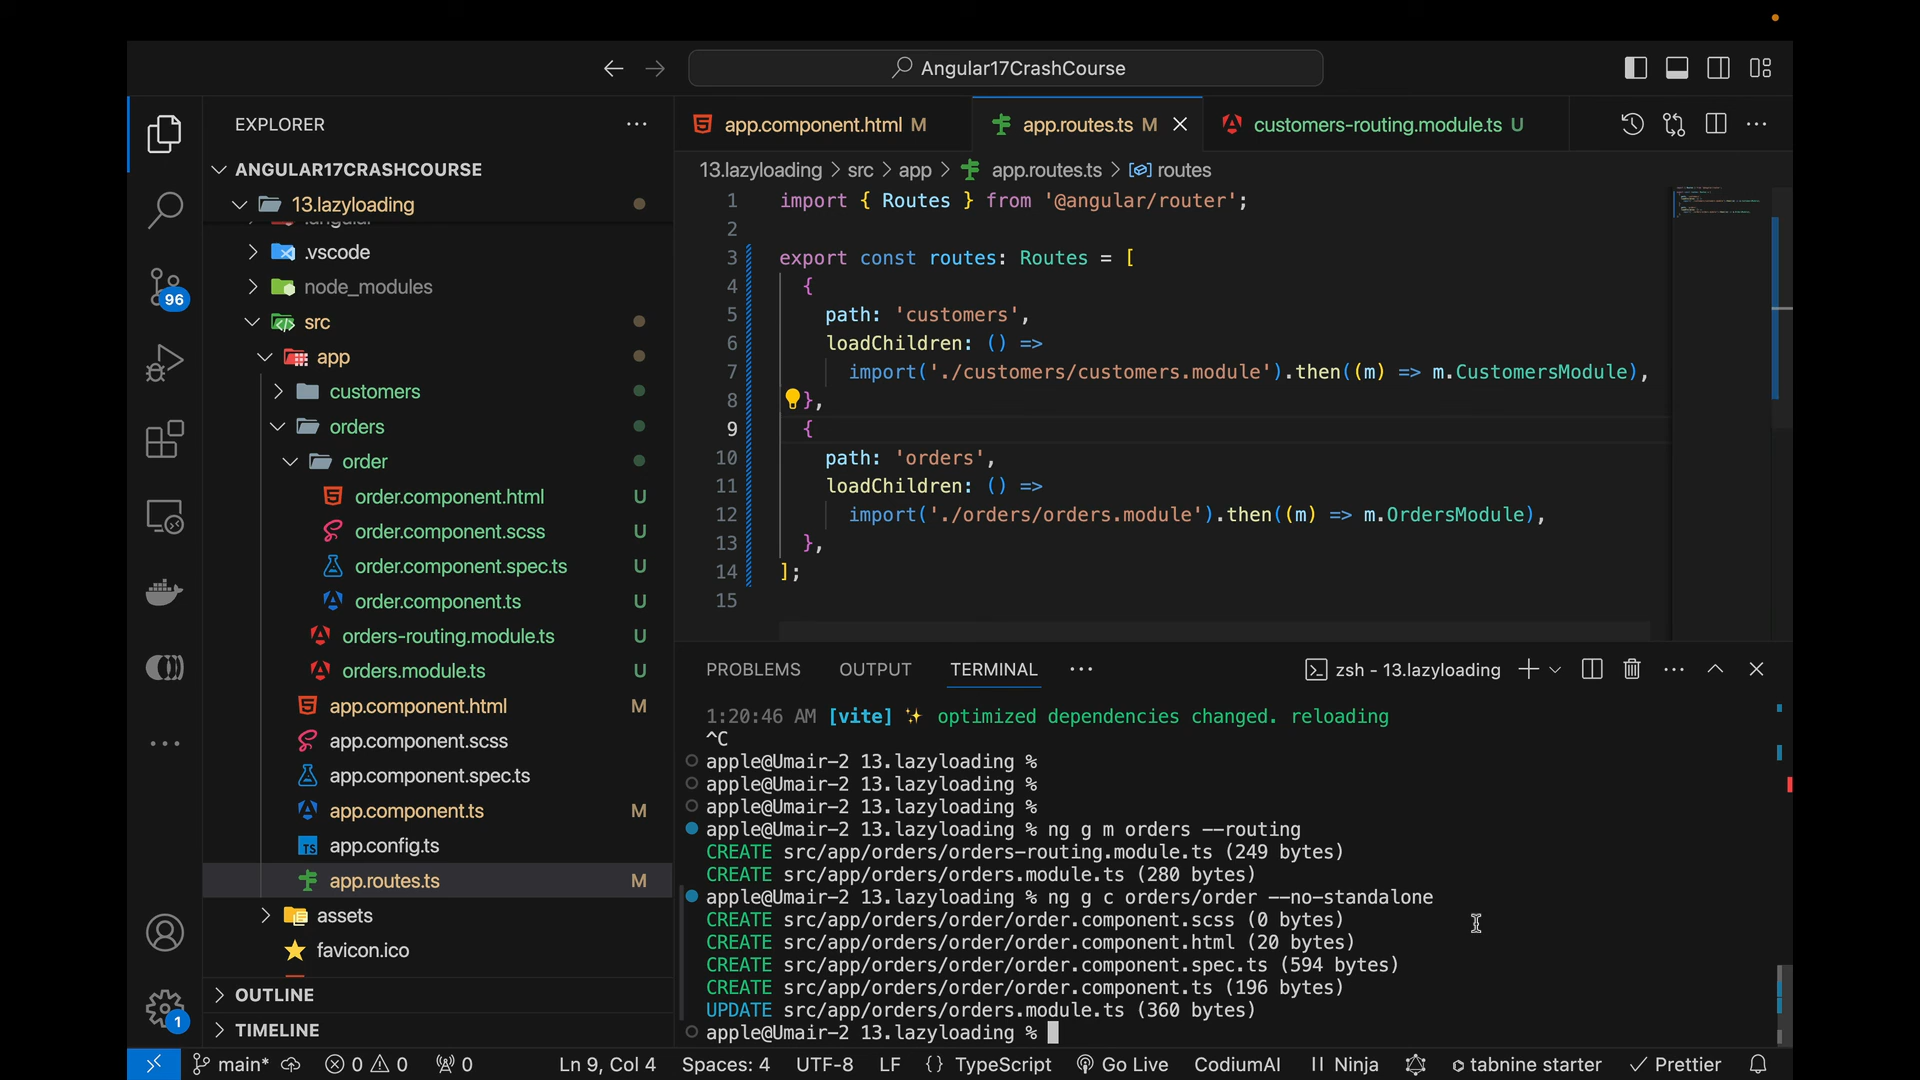 Angular17CrashCourse
EXPLORER
ANGULAR17CRASHCOURSE
13.lazyloading
.vscode
node_modules
src
app
customers
orders
order
order.component.html U
order.component.scss U
order.component.spec.ts U
order.component.ts U
orders-routing.module.ts U
orders.module.ts U
app.component.html M
app.component.scss
app.component.spec.ts
app.component.ts M
TS app.config.ts
app.routes.ts M
assets
favicon.ico
OUTLINE
TIMELINE
96
1
app.component.html M
app.routes.ts M
customers-routing.module.ts U
13.lazyloading > src > app > app.routes.ts > routes
1 import { Routes } from '@angular/router';
2
3 export const routes: Routes = [
4 {
5 path: 'customers',
6 loadChildren: () =>
7 import('./customers/customers.module').then((m) => m.CustomersModule),
8 },
9 {
10 path: 'orders',
11 loadChildren: () =>
12 import('./orders/orders.module').then((m) => m.OrdersModule),
13 },
14 ];
15
PROBLEMS OUTPUT TERMINAL
zsh - 13.lazyloading
1:20:46 AM [vite] ✨ optimized dependencies changed. reloading
^C
apple@Umair-2 13.lazyloading %
apple@Umair-2 13.lazyloading %
apple@Umair-2 13.lazyloading %
apple@Umair-2 13.lazyloading % ng g m orders --routing
CREATE src/app/orders/orders-routing.module.ts (249 bytes)
CREATE src/app/orders/orders.module.ts (280 bytes)
apple@Umair-2 13.lazyloading % ng g c orders/order --no-standalone
CREATE src/app/orders/order/order.component.scss (0 bytes)
CREATE src/app/orders/order/order.component.html (20 bytes)
CREATE src/app/orders/order/order.component.spec.ts (594 bytes)
CREATE src/app/orders/order/order.component.ts (196 bytes)
UPDATE src/app/orders/orders.module.ts (360 bytes)
apple@Umair-2 13.lazyloading %
main* 0 0 0 Ln 9, Col 4 Spaces: 4 UTF-8 LF {} TypeScript Go Live CodiumAI Ninja tabnine starter Prettier